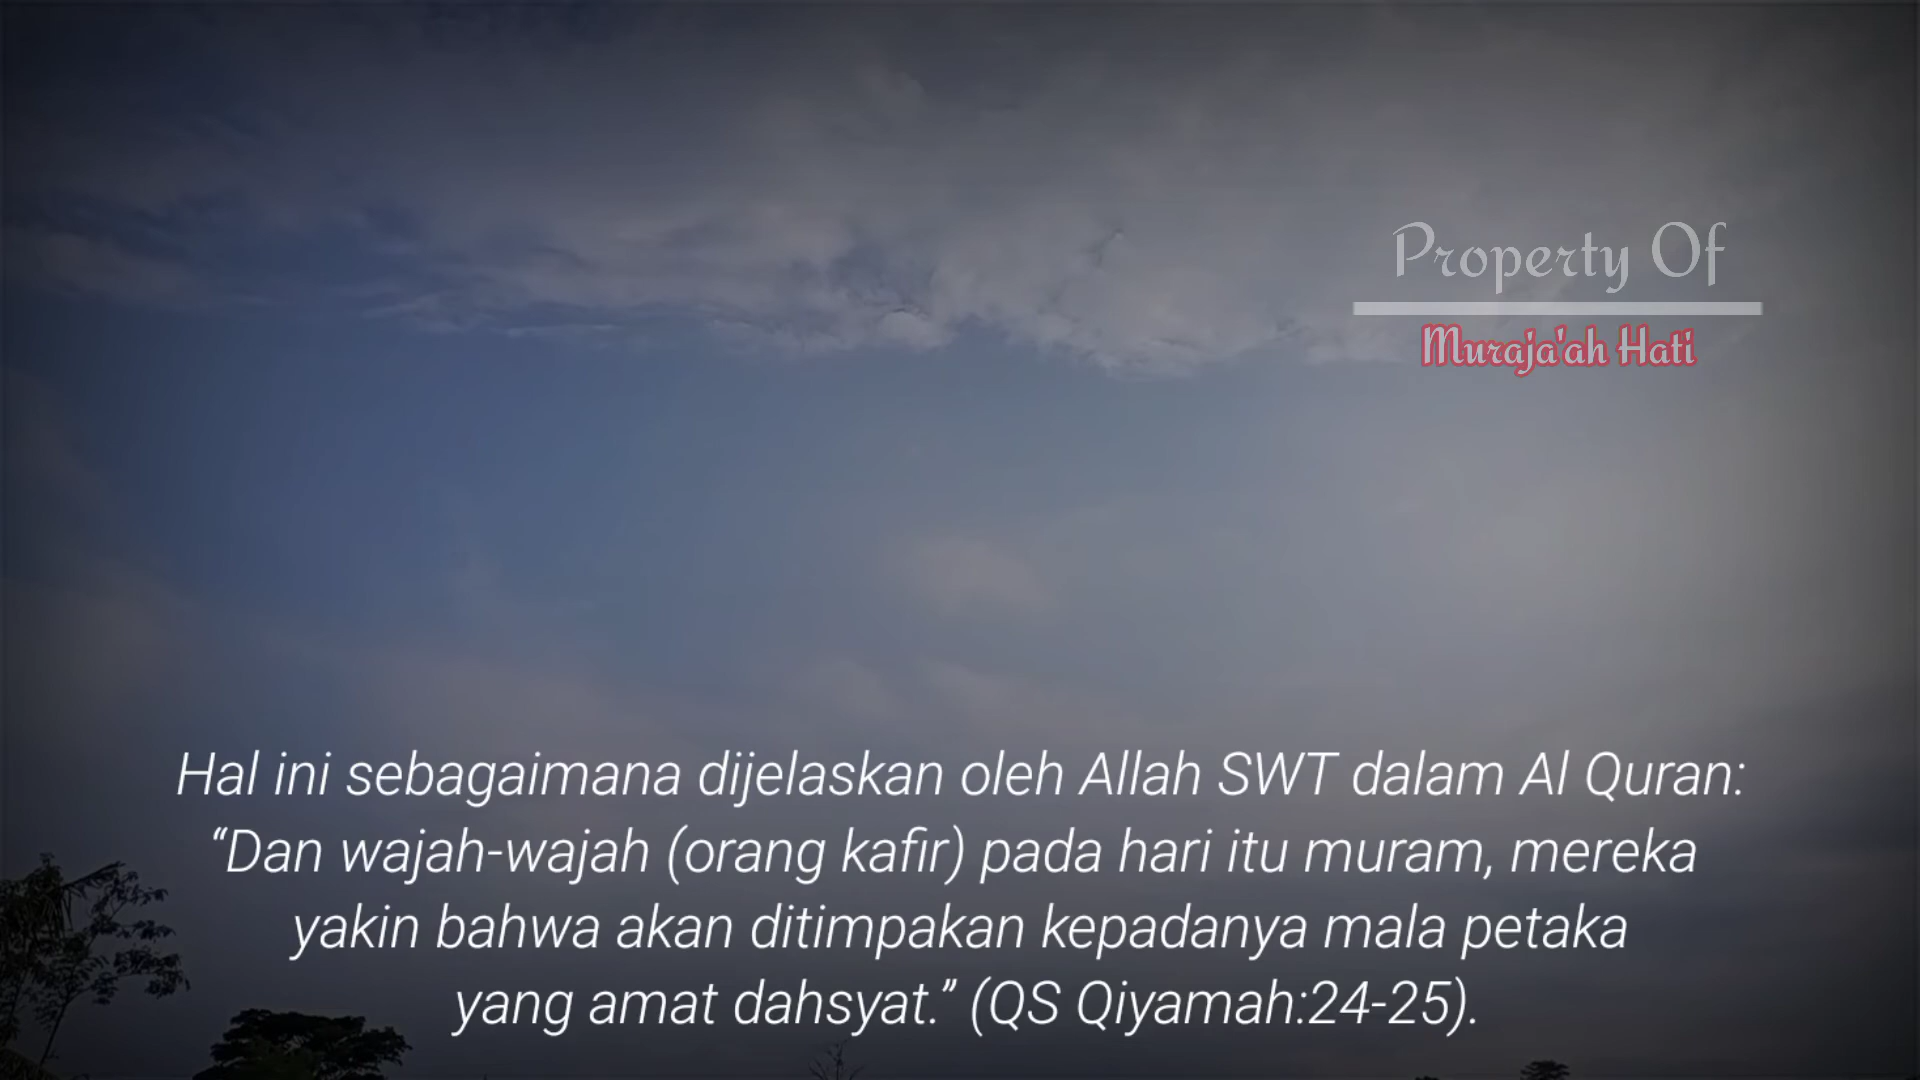 Property Of
Muraja'ah Hati
Hal ini sebagaimana dijelaskan oleh Allah SWT dalam Al Quran:
“Dan wajah-wajah (orang kafir) pada hari itu muram, mereka
yakin bahwa akan ditimpakan kepadanya mala petaka
yang amat dahsyat.” (QS Qiyamah:24-25).